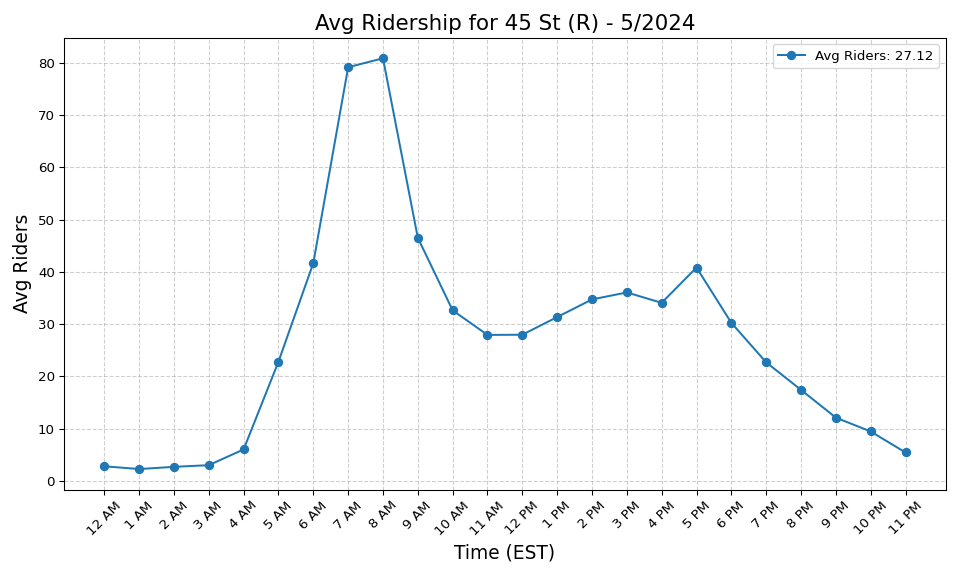 Avg Ridership for 45 St (R) - 5/2024
Avg Riders: 27.12
Avg Riders
80
70
60
50
40
30
20
10
0
12 AM
1 AM
2 AM
3 AM
4 AM
5 AM
6 AM
7 AM
8 AM
9 AM
10 AM
11 AM
12 PM
1 PM
2 PM
3 PM
4 PM
5 PM
6 PM
7 PM
8 PM
9 PM
10 PM
11 PM
Time (EST)